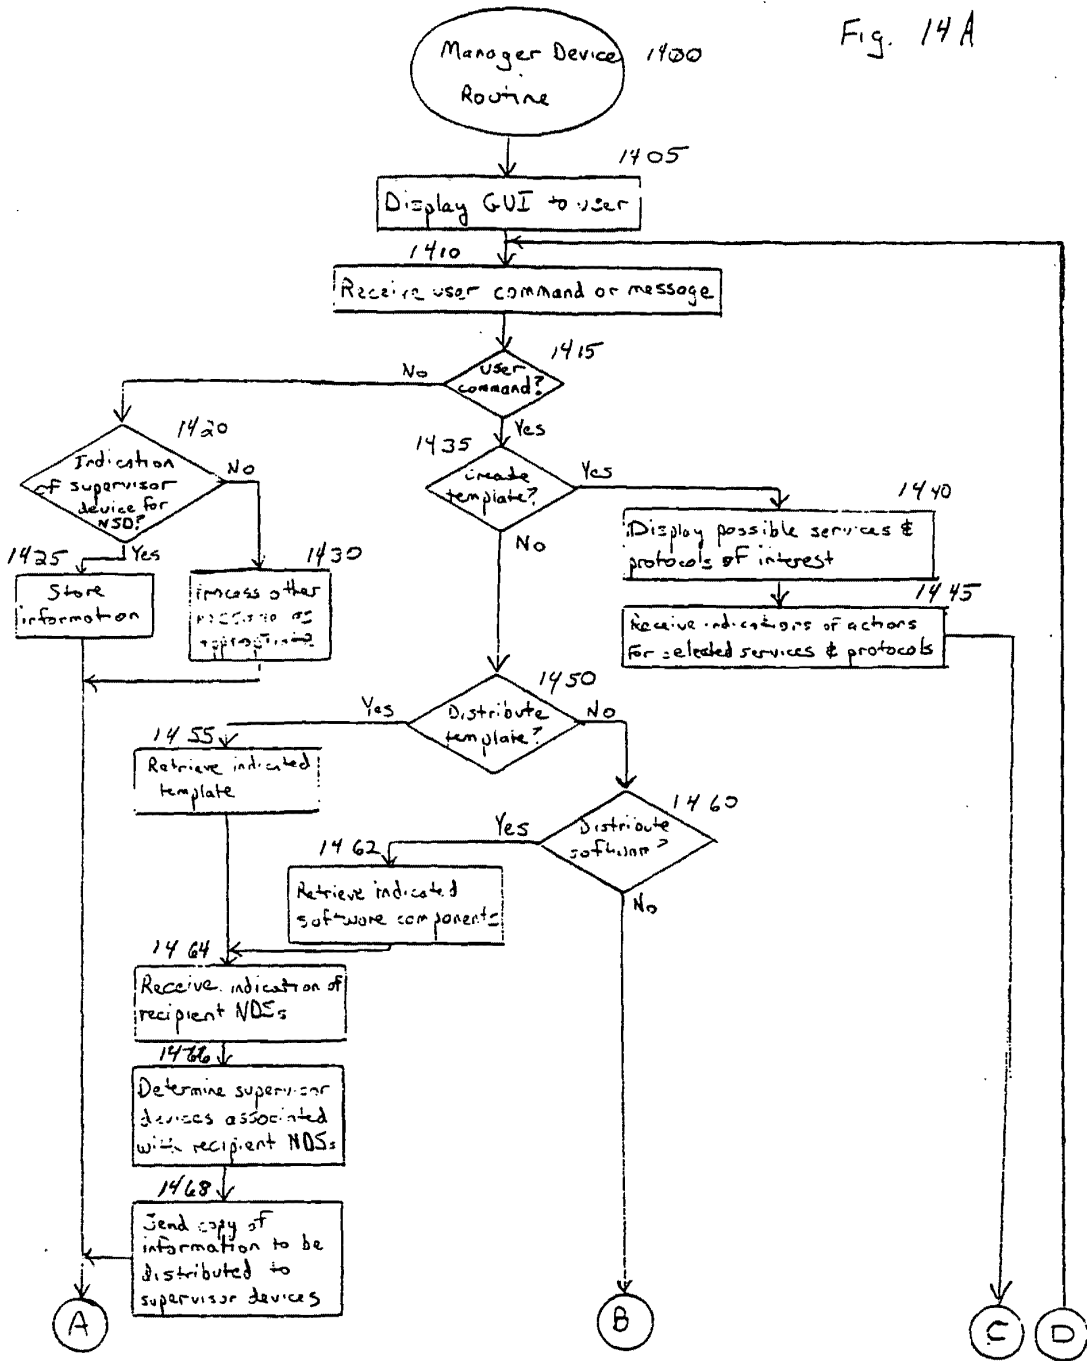 Fig. 14A
Manager Device
Routine
1400
1405
Display GUI to user
1410
Receive user command or message
1415
User
command?
No
Yes
1420
Indication
of supervisor
device for
NSD?
No
Yes
1435
Create
template?
Yes
No
1440
Display possible services &
protocols of interest
1425
Store
information
1430
Process other
as
appropriate
1445
Receive indications of actions
for selected services & protocols
1450
Distribute
template?
Yes
No
1455
Retrieve indicated
template
1460
Distribute
software?
Yes
No
1462
Retrieve indicated
software components
1464
Receive indication of
recipient NDSs
1466
Determine supervisor
devices associated
with recipient NDSs
1468
Send copy of
information to be
distributed to
supervisor devices
A
B
C
D